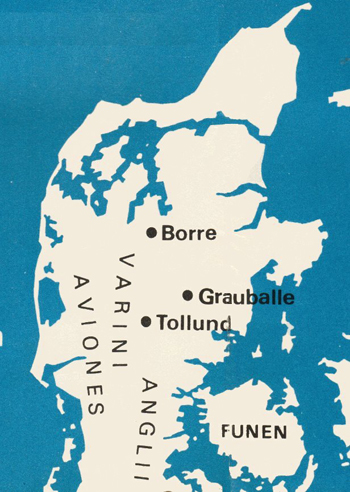 Borre
Grauballe
Tollund
VARINI
AVIONES
ANGLII
FUNEN